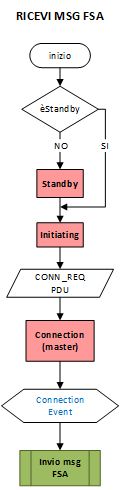 RICEVI MSG FSA
inizio
èStandby
NO
SI
Standby
Initiating
CONN_REQ
PDU
Connection
(master)
Connection
Event
Invio msg
FSA